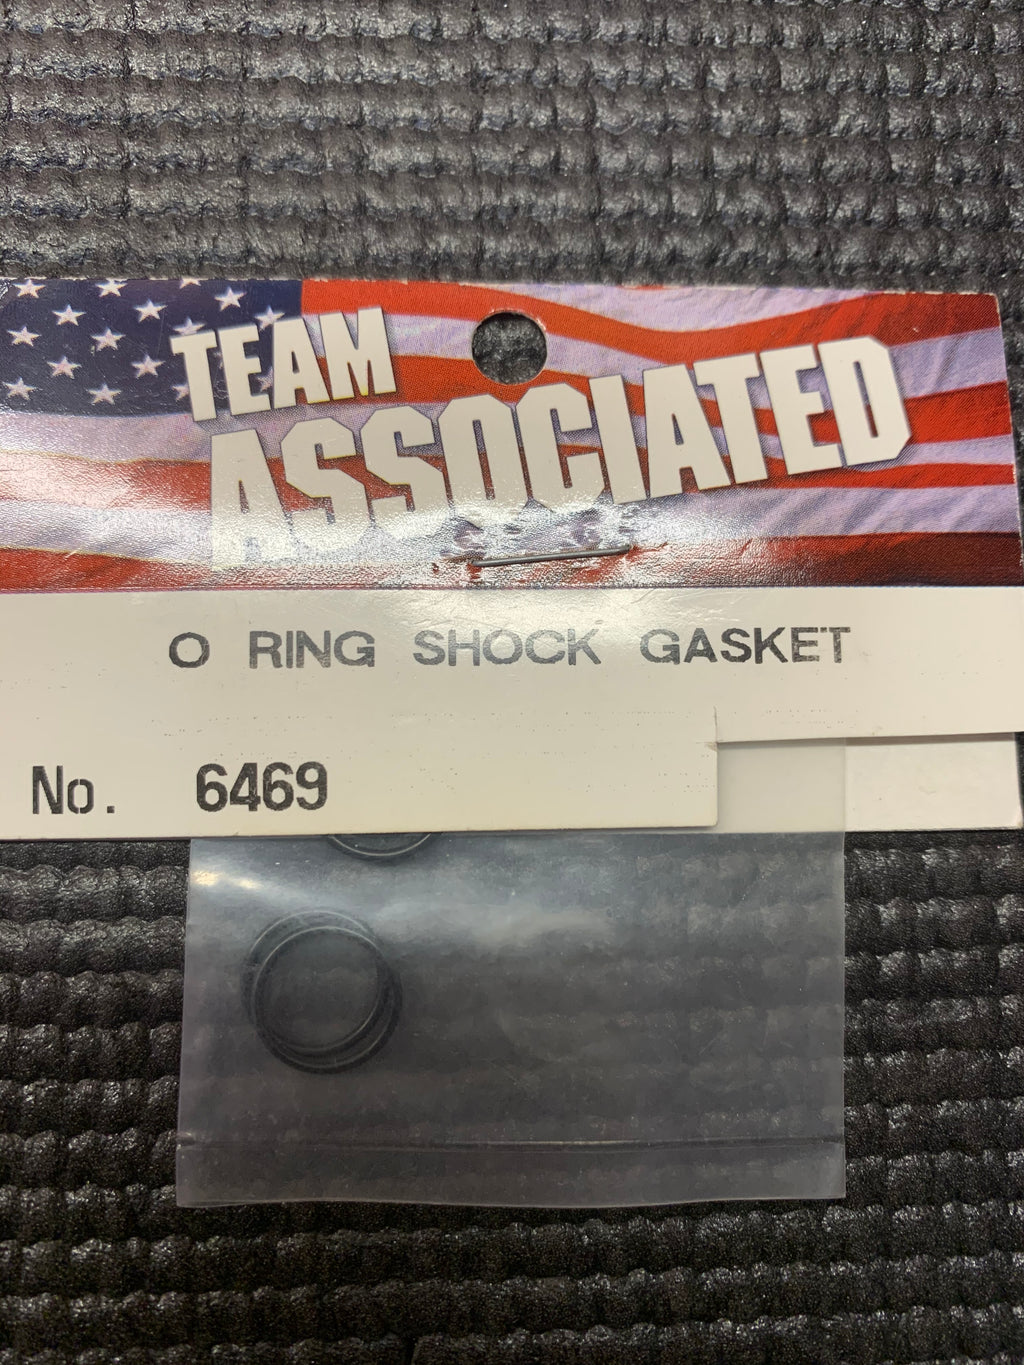 TEAM
ASSOCIATED
O RING SHOCK GASKET
No. 6469